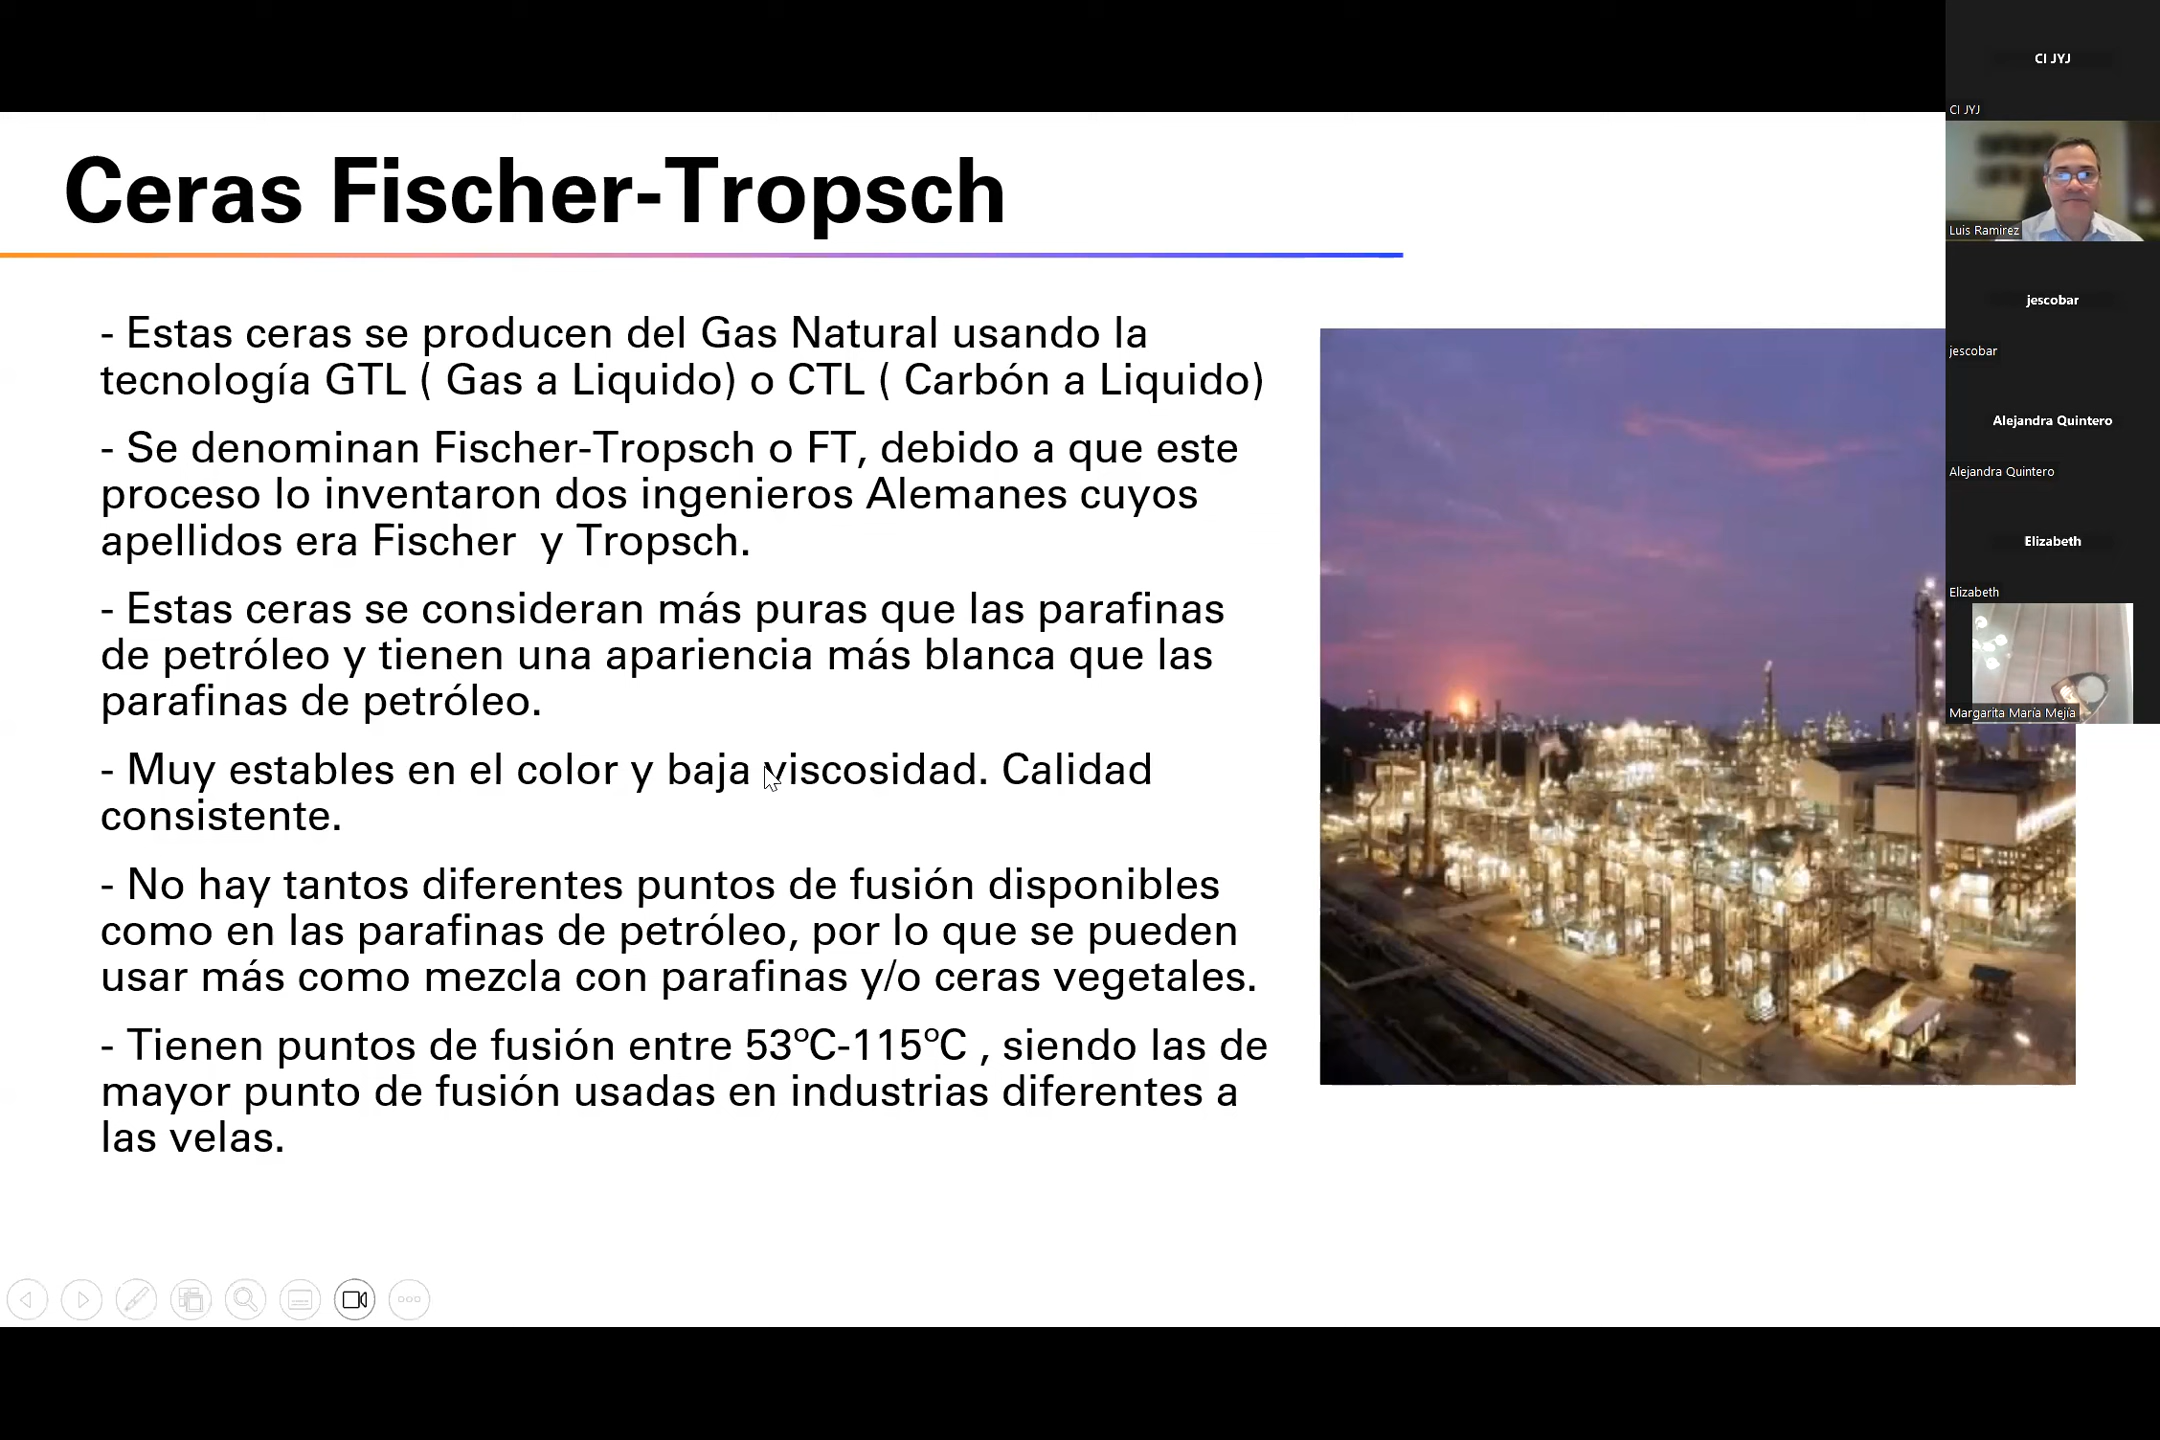 Ceras Fischer-Tropsch
- Estas ceras se producen del Gas Natural usando la
tecnología GTL ( Gas a Liquido) o CTL ( Carbón a Liquido)
- Se denominan Fischer-Tropsch o FT, debido a que este
proceso lo inventaron dos ingenieros Alemanes cuyos
apellidos era Fischer  y Tropsch.
- Estas ceras se consideran más puras que las parafinas
de petróleo y tienen una apariencia más blanca que las
parafinas de petróleo.
- Muy estables en el color y baja viscosidad. Calidad
consistente.
- No hay tantos diferentes puntos de fusión disponibles
como en las parafinas de petróleo, por lo que se pueden
usar más como mezcla con parafinas y/o ceras vegetales.
- Tienen puntos de fusión entre 53ºC-115ºC , siendo las de
mayor punto de fusión usadas en industrias diferentes a
las velas.
CI JYJ
CI JYJ
Luis Ramirez
jescobar
jescobar
Alejandra Quintero
Alejandra Quintero
Elizabeth
Elizabeth
Margarita María Mejía